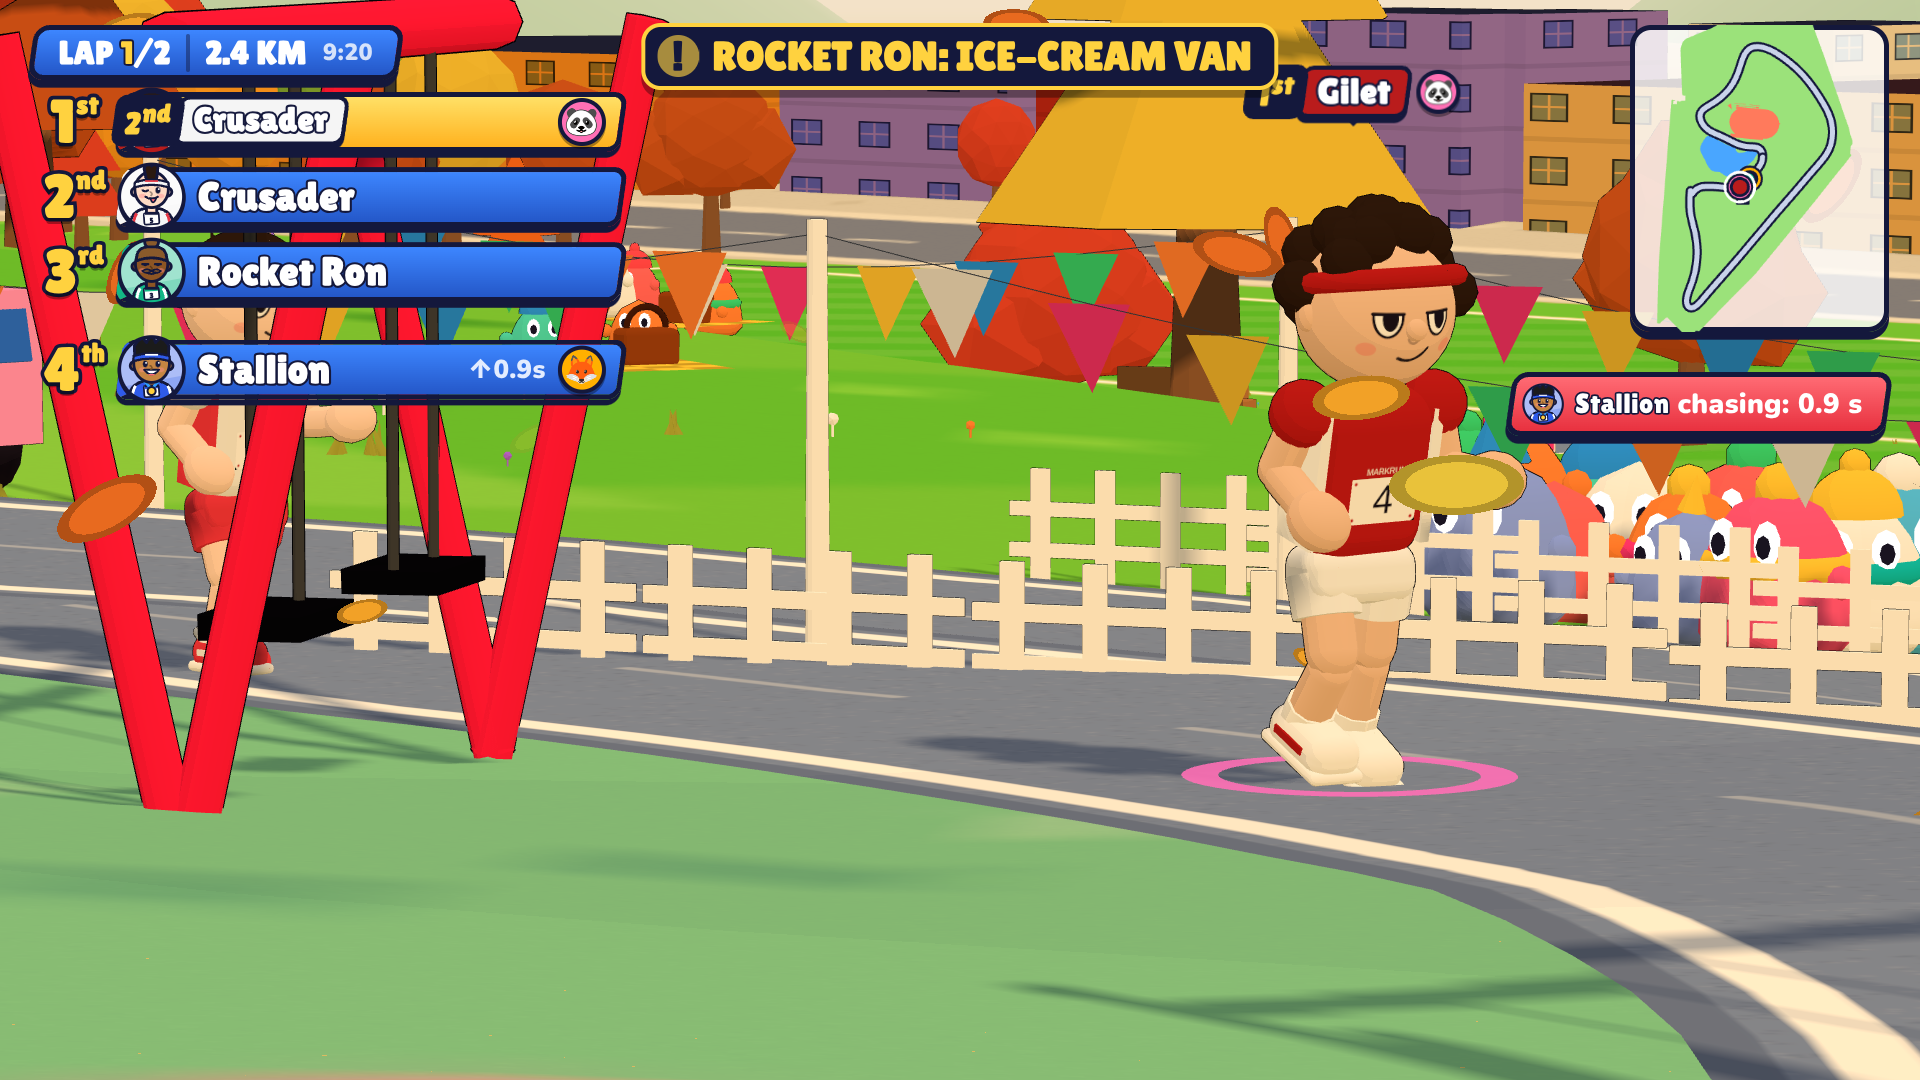 LAP 1/2 2.4 KM 9:20
! ROCKET RON: ICE-CREAM VAN
1st Gilet
1st 2nd Crusader
2nd Crusader
3rd Rocket Ron
4th Stallion ↑0.9s
Stallion chasing: 0.9 s
4